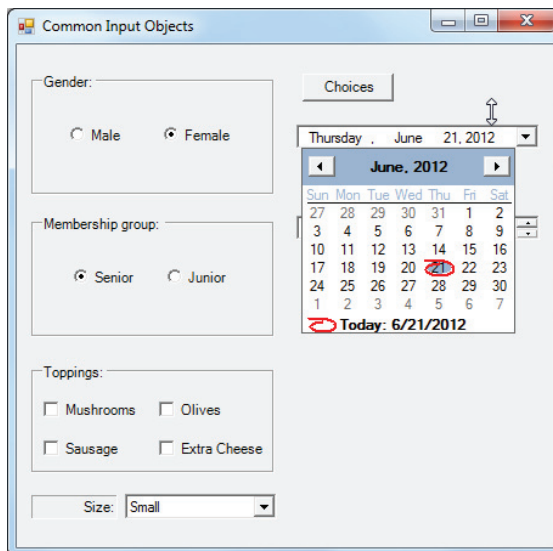 Common Input Objects
Gender:
Male Female
Membership group:
Senior Junior
Toppings:
Mushrooms Olives
Sausage Extra Cheese
Size: Small
Choices
Thursday , June 21, 2012
June, 2012
Sun Mon Tue Wed Thu Fri Sat
27 28 29 30 31 1 2
3 4 5 6 7 8 9
10 11 12 13 14 15 16
17 18 19 20 21 22 23
24 25 26 27 28 29 30
1 2 3 4 5 6 7
Today: 6/21/2012